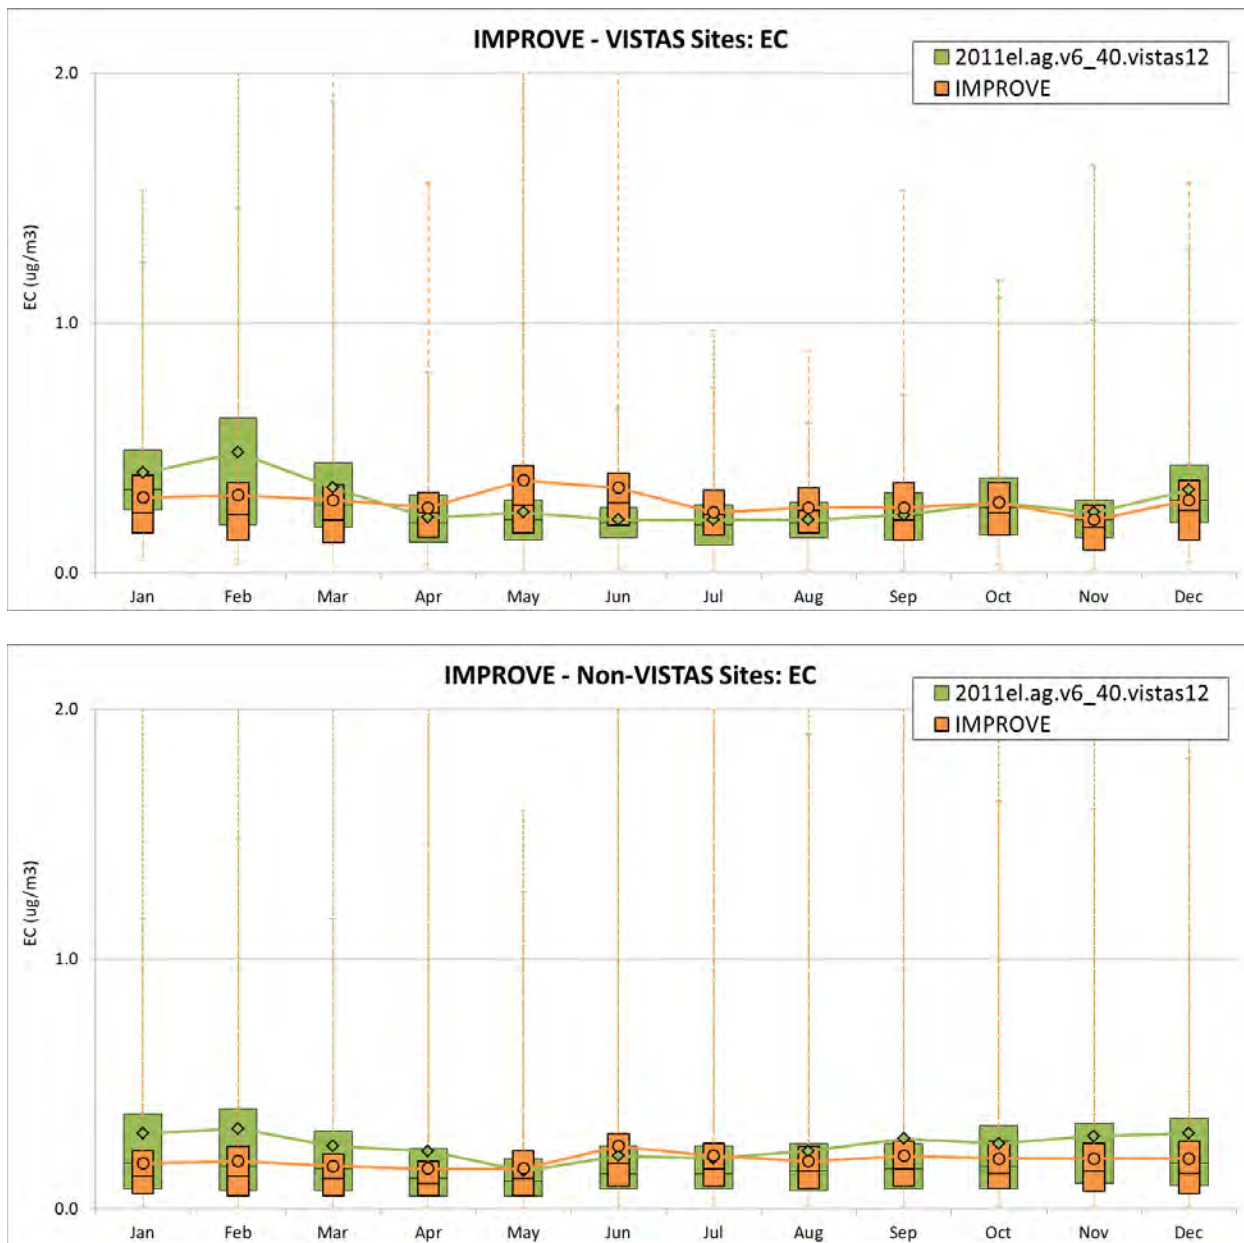 IMPROVE - VISTAS Sites: EC
2011el.ag.v6_40.vistas12
IMPROVE
2.0
1.0
0.0
EC (ug/m3)
Jan Feb Mar Apr May Jun Jul Aug Sep Oct Nov Dec
IMPROVE - Non-VISTAS Sites: EC
2011el.ag.v6_40.vistas12
IMPROVE
2.0
1.0
0.0
EC (ug/m3)
Jan Feb Mar Apr May Jun Jul Aug Sep Oct Nov Dec